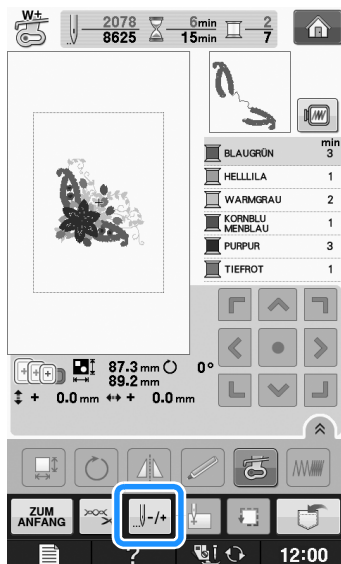 W+
2078 6min 2
8625 15min 7
min
BLAUGRÜN 3
HELLLILA 1
WARMGRAU 2
KORNBLU
MENBLAU 1
PURPUR 3
TIEFROT 1
87.3 mm 0°
89.2 mm
+ 0.0 mm + 0.0 mm
ZUM
ANFANG
-/+
? 12:00